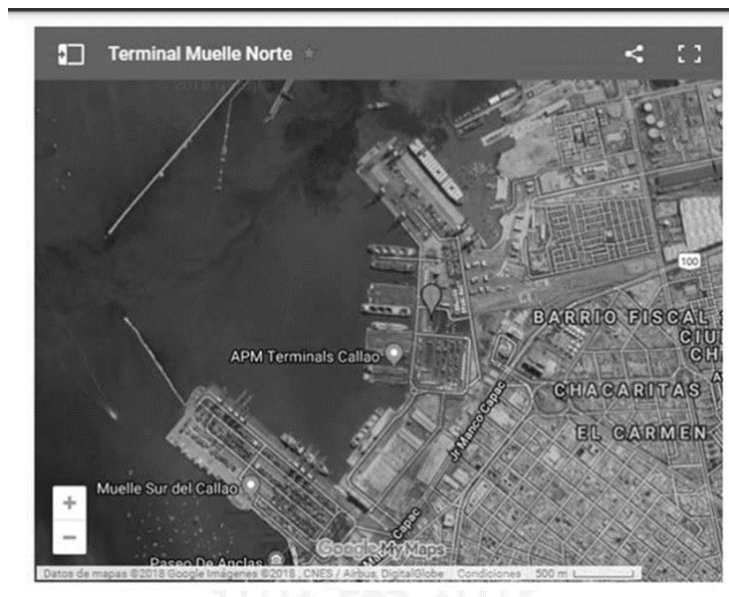 Terminal Muelle Norte
100
BARRIO FISCAL
CIU
CH
APM Terminals Callao
CHACARITAS
EL CARMEN
Jr Manco Capac
Muelle Sur del Callao
Capac
Paseo De Anclas
Google My Maps
Datos de mapas ©2018 Google Imágenes ©2018 , CNES / Airbus, DigitalGlobe Condiciones 500 m